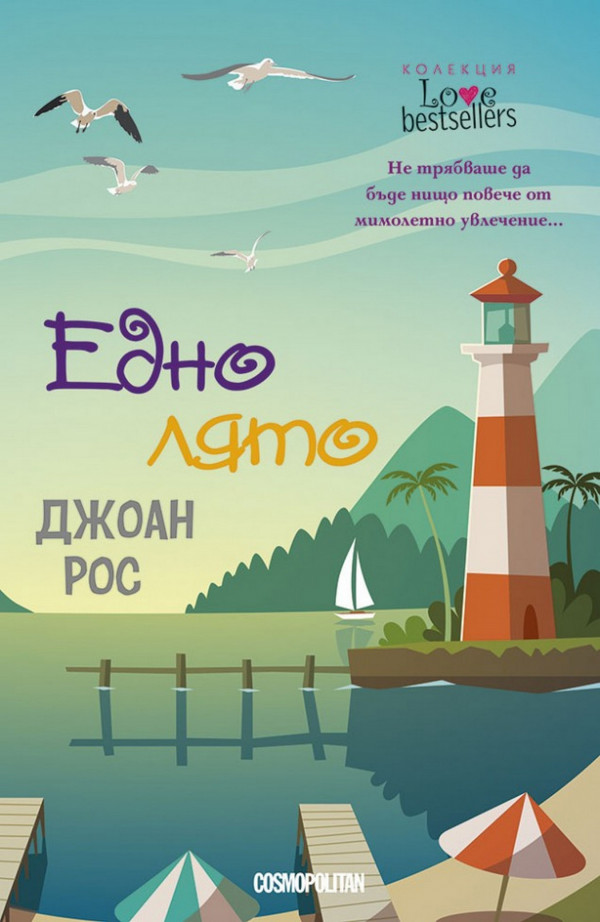 КОЛЕКЦИЯ
Love
bestsellers
Не трябваше да
бъде нищо повече от
мимолетно увлечение...
Едно
лято
ДЖОАН
РОС
COSMOPOLITAN